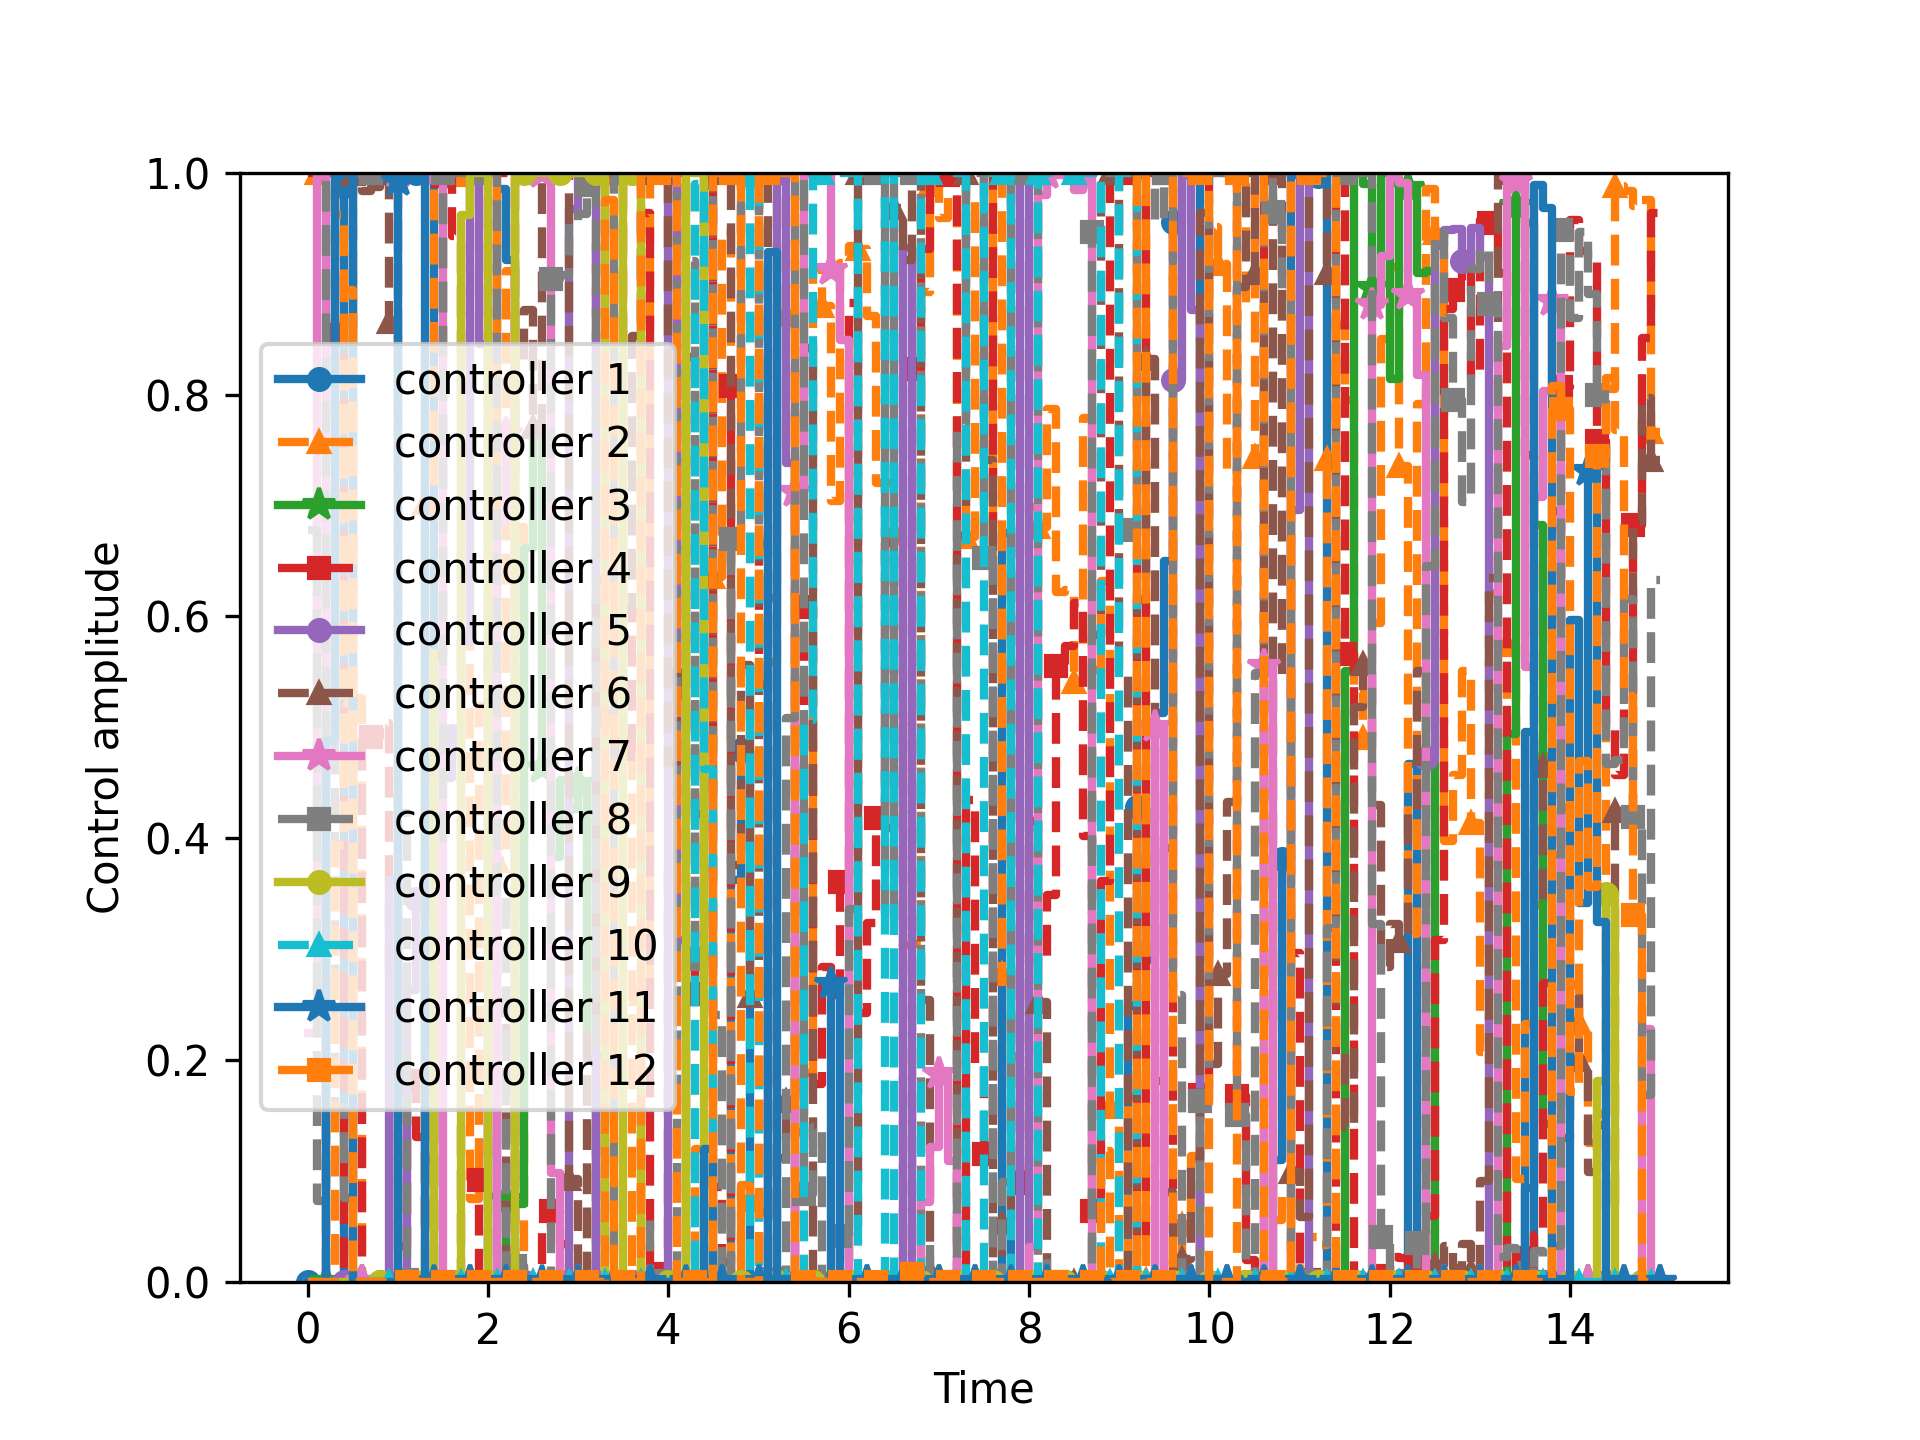 1.0
0.8
0.6
0.4
0.2
0.0
Control amplitude
controller 1
controller 2
controller 3
controller 4
controller 5
controller 6
controller 7
controller 8
controller 9
controller 10
controller 11
controller 12
0 2 4 6 8 10 12 14
Time